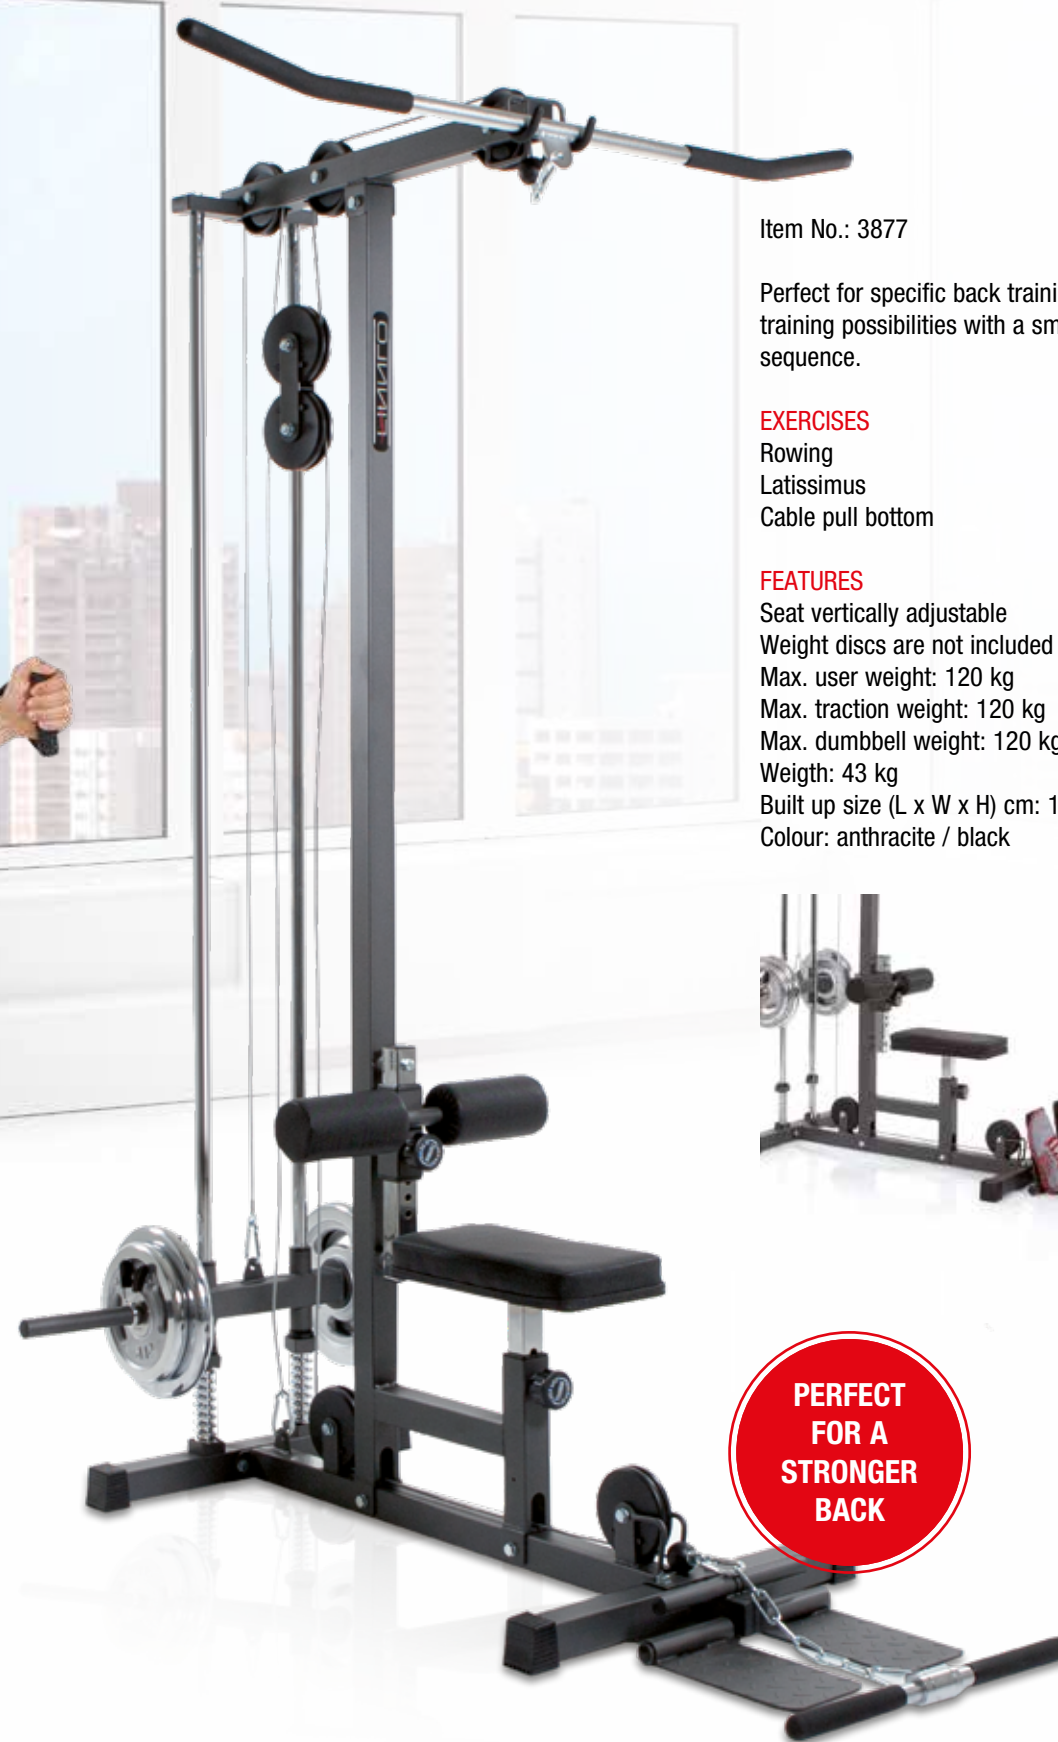 FINNLO
Item No.: 3877
Perfect for specific back traini
training possibilities with a sm
sequence.
EXERCISES
Rowing
Latissimus
Cable pull bottom
FEATURES
Seat vertically adjustable
Weight discs are not included
Max. user weight: 120 kg
Max. traction weight: 120 kg
Max. dumbbell weight: 120 kg
Weigth: 43 kg
Built up size (L x W x H) cm: 1
Colour: anthracite / black
PERFECT
FOR A
STRONGER
BACK